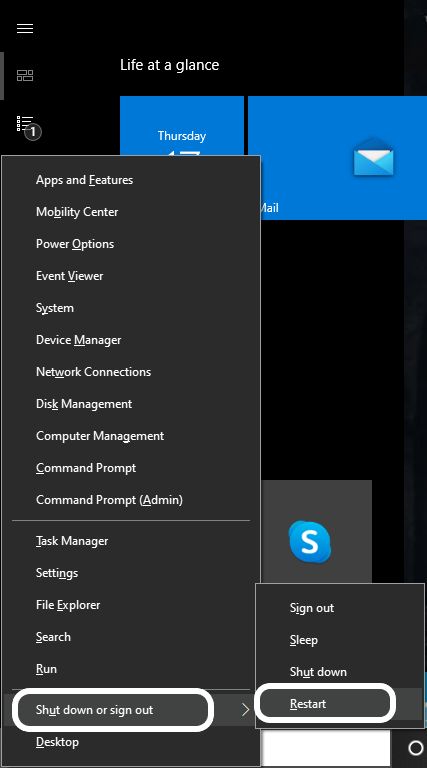 Life at a glance
1
Thursday
Mail
Apps and Features
Mobility Center
Power Options
Event Viewer
System
Device Manager
Network Connections
Disk Management
Computer Management
Command Prompt
Command Prompt (Admin)
Task Manager
Settings
File Explorer
Search
Run
Shut down or sign out
Desktop
Sign out
Sleep
Shut down
Restart